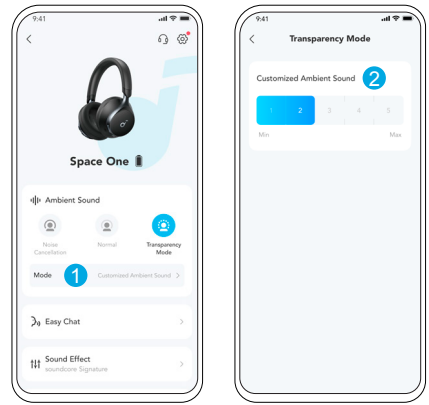 9:41
Space One
Ambient Sound
Noise
Cancellation
Normal
Transparency
Mode
Mode 1 Customized Ambient Sound >
Easy Chat >
Sound Effect
soundcore Signature >
9:41
Transparency Mode
Customized Ambient Sound 2
1 2 3 4 5
Min Max